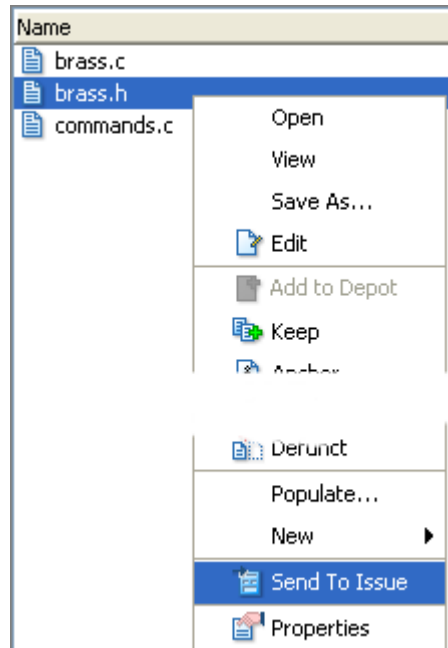 Name
brass.c
brass.h
commands.c
Open
View
Save As...
Edit
Add to Depot
Keep
Anchor
Defunct
Populate...
New
Send To Issue
Properties